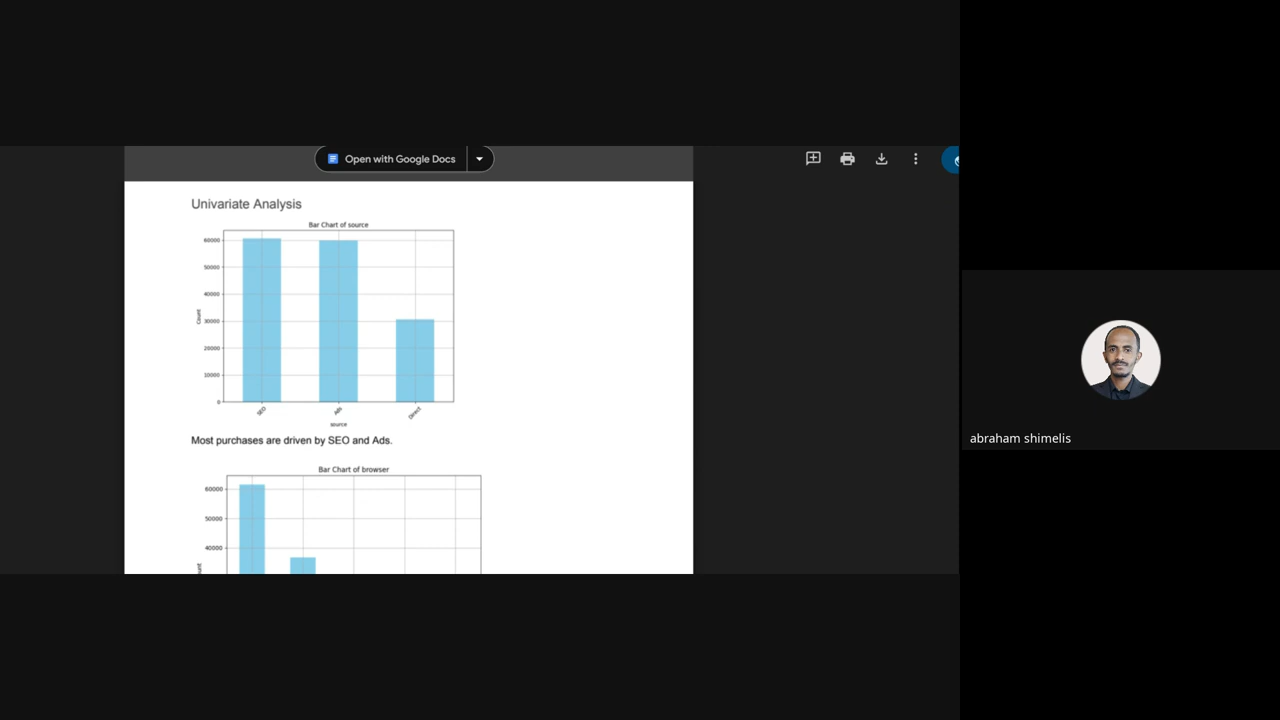 Open with Google Docs
Univariate Analysis
Bar Chart of source
60000
50000
40000
30000
20000
10000
0
Count
SEO
Ads
Direct
source
Most purchases are driven by SEO and Ads.
Bar Chart of browser
60000
50000
40000
abraham shimelis